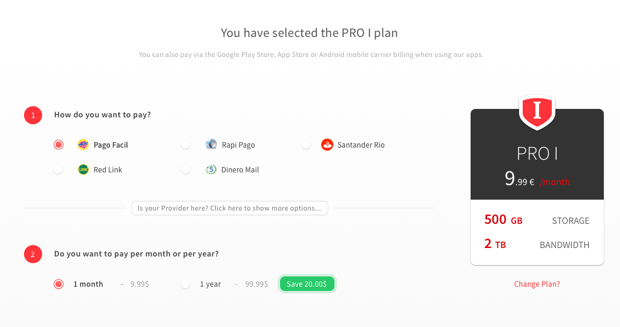 You have selected the PRO I plan
You can also pay via the Google Play Store, App Store or Android mobile carrier billing when using our apps.
1 How do you want to pay?
Pago Facil Rapi Pago Santander Rio
Red Link Dinero Mail
Is your Provider here? Click here to show more options...
2 Do you want to pay per month or per year?
1 month - 9.99$ 1 year - 99.99$ Save 20.00$
I
PRO I
9.99 € /month
500 GB STORAGE
2 TB BANDWIDTH
Change Plan?